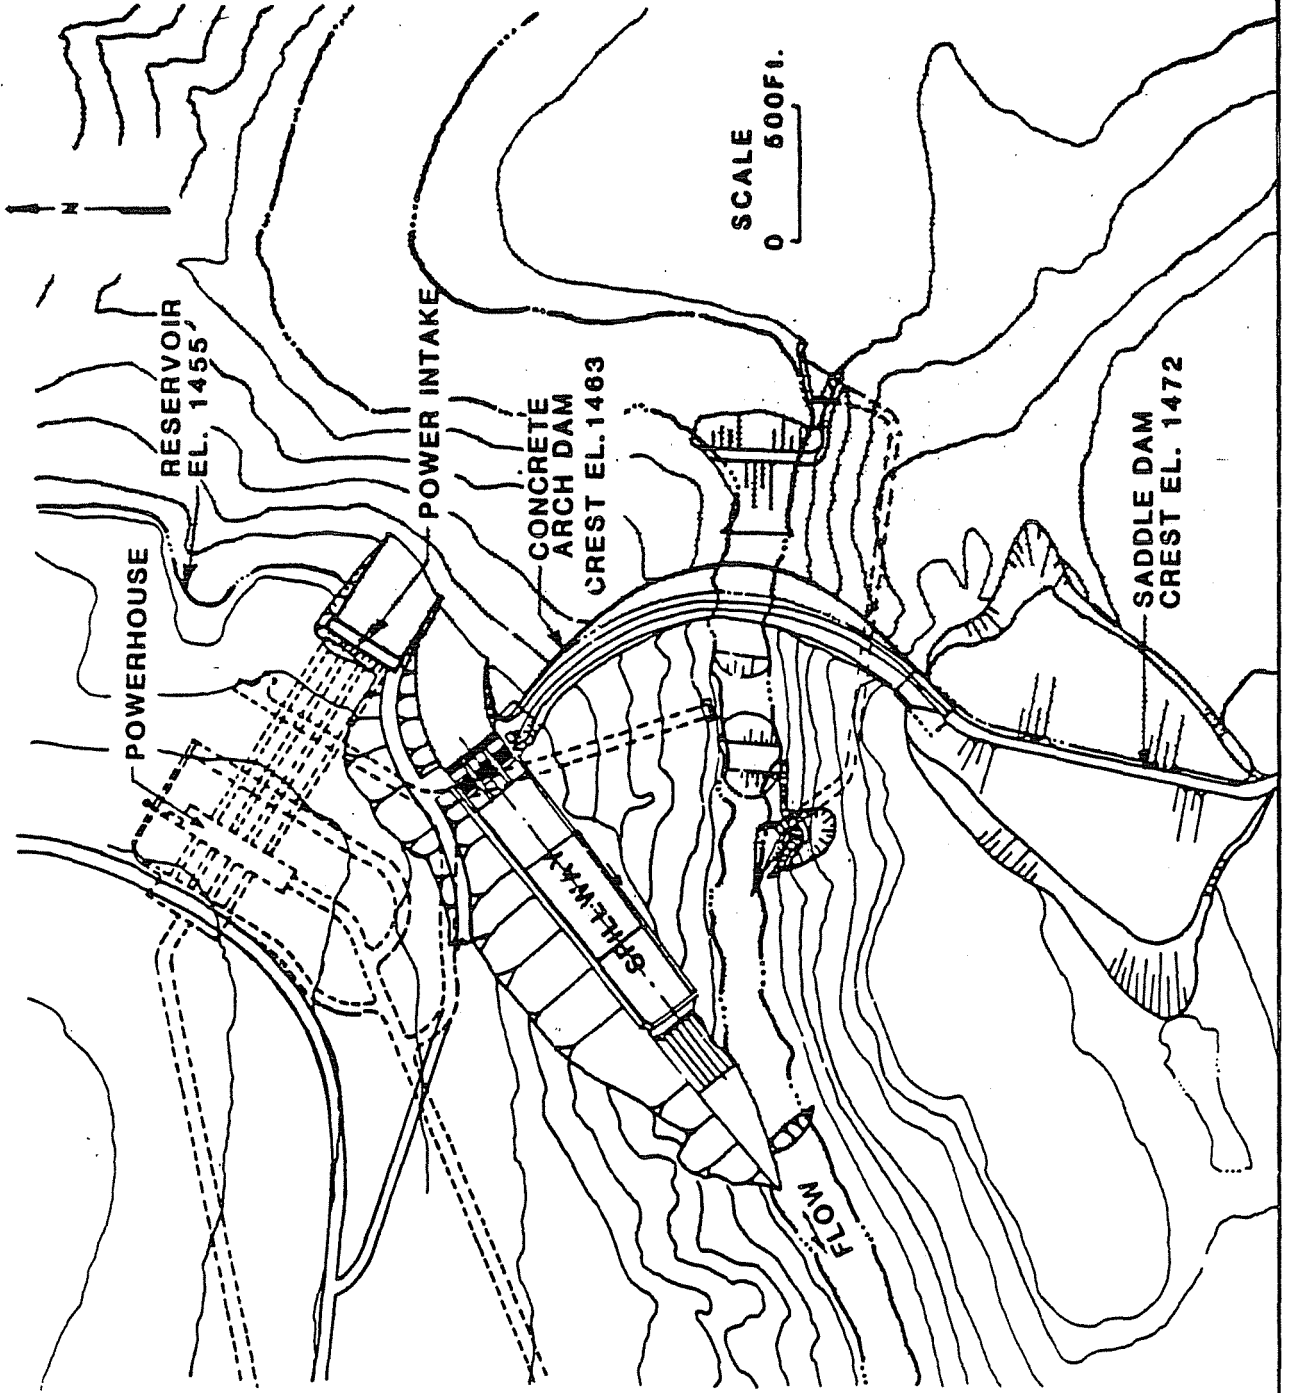 N
RESERVOIR
EL. 1455'
POWERHOUSE
POWER INTAKE
CONCRETE
ARCH DAM
CREST EL. 1463
SCALE
0 500Ft.
SPILLWAY
FLOW
SADDLE DAM
CREST EL. 1472